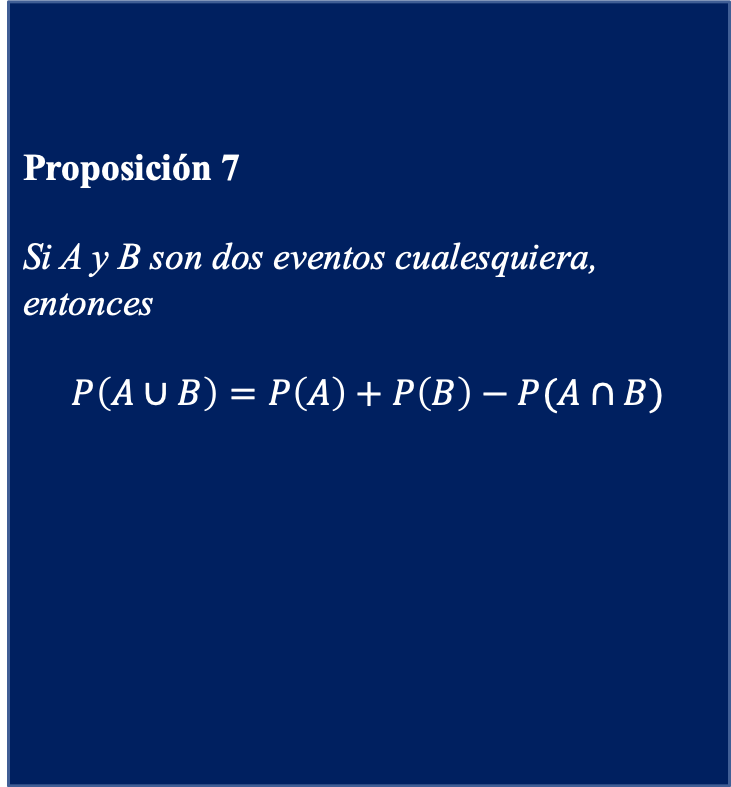 Proposición 7
Si A y B son dos eventos cualesquiera,
entonces
P(A ∪ B) = P(A) + P(B) − P(A ∩ B)